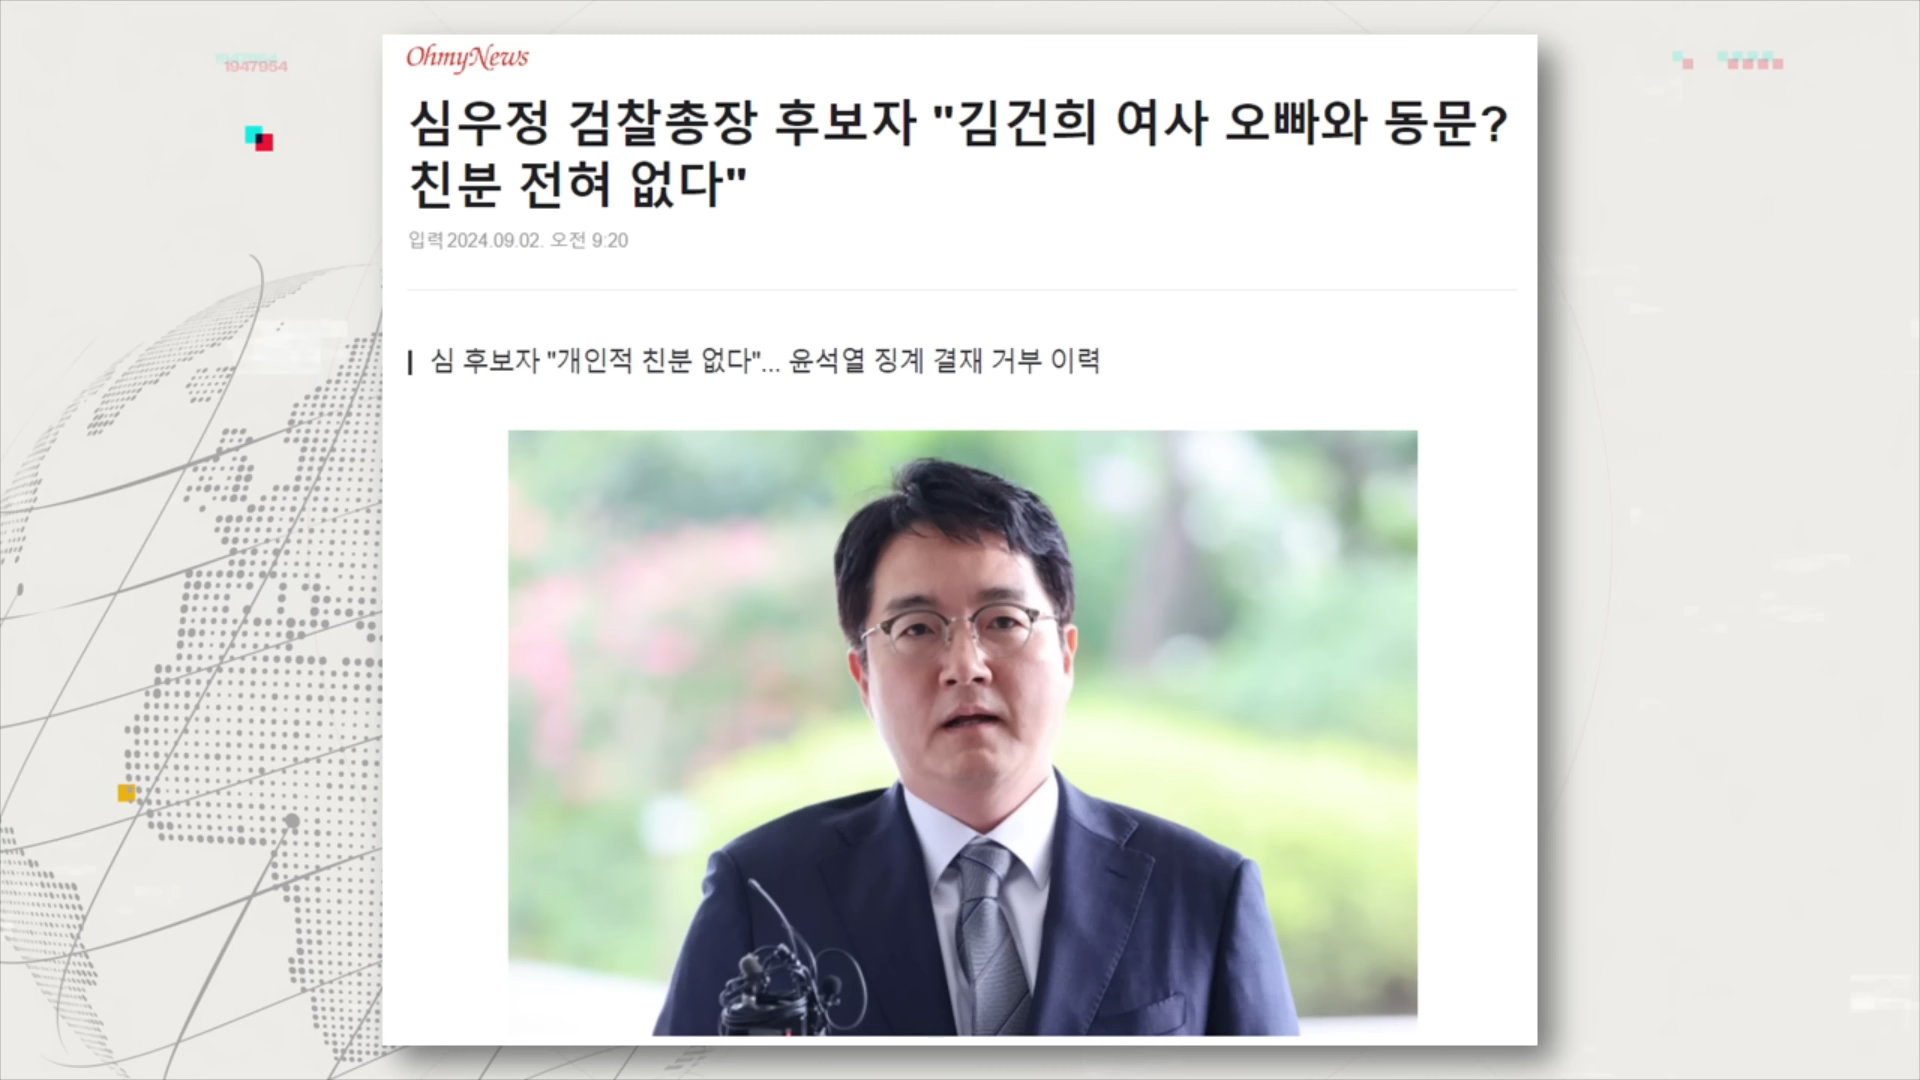 1947954
OhmyNews
심우정 검찰총장 후보자 "김건희 여사 오빠와 동문?
친분 전혀 없다"
입력 2024.09.02. 오전 9:20
심 후보자 "개인적 친분 없다"... 윤석열 징계 결재 거부 이력